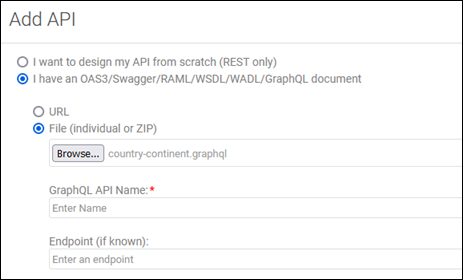 Add API
I want to design my API from scratch (REST only)
I have an OAS3/Swagger/RAML/WSDL/WADL/GraphQL document
URL
File (individual or ZIP)
Browse... country-continent.graphql
GraphQL API Name:*
Enter Name
Endpoint (if known):
Enter an endpoint